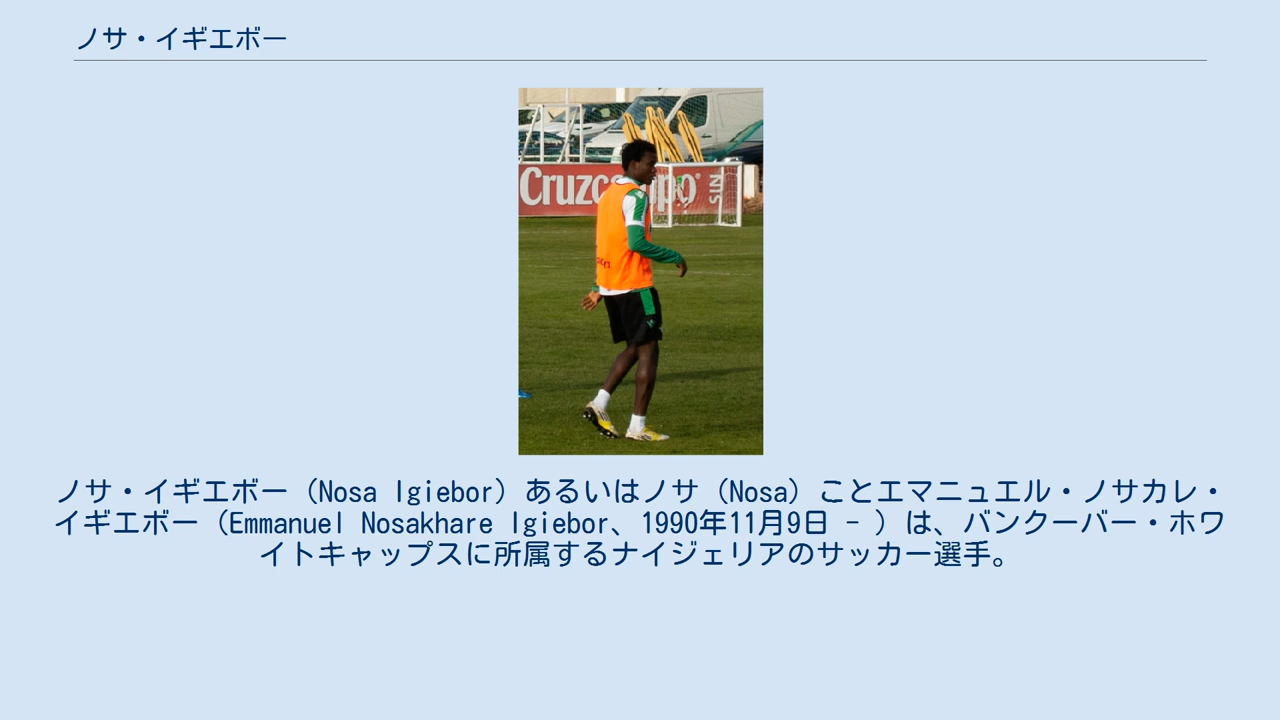 ノサ・イギエボー
Cruzcampo®
SIN
ノサ・イギエボー（Nosa Igiebor）あるいはノサ（Nosa）ことエマニュエル・ノサカレ・
イギエボー（Emmanuel Nosakhare Igiebor、1990年11月9日 - ）は、バンクーバー・ホワ
イトキャップスに所属するナイジェリアのサッカー選手。